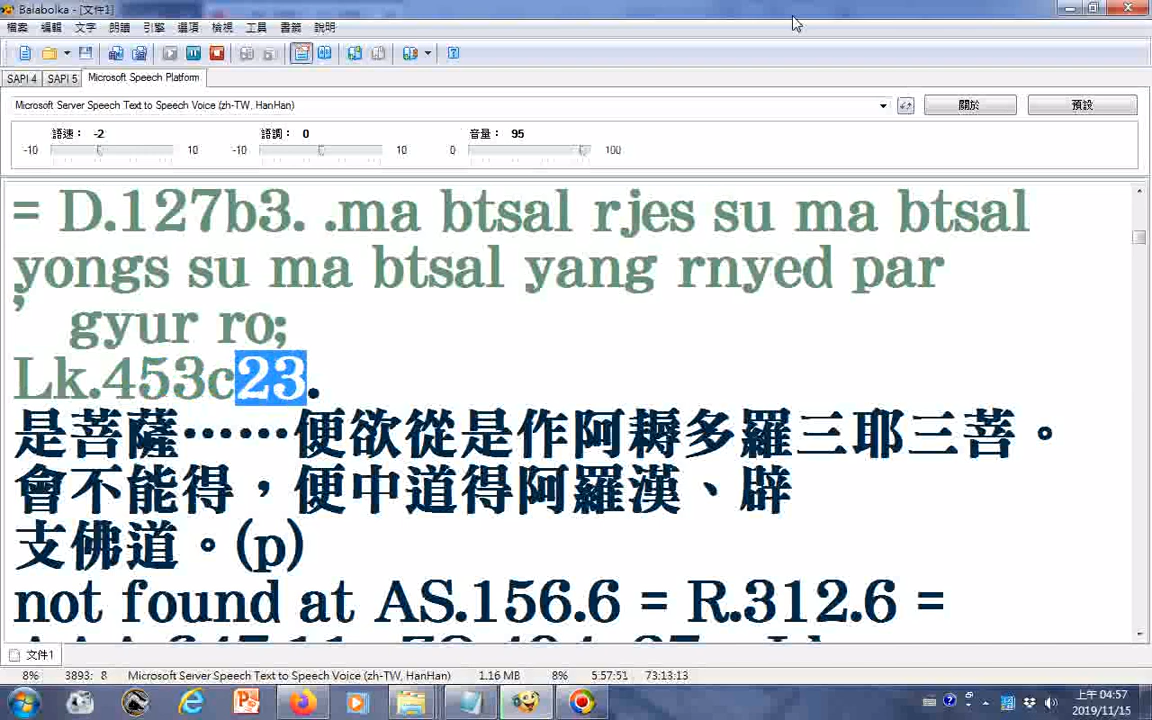 Balabolka - [文件1]
檔案 編輯 文字 朗讀 引擎 選項 檢視 工具 書籤 說明
SAPI 4 SAPI 5 Microsoft Speech Platform
Microsoft Server Speech Text to Speech Voice (zh-TW, HanHan) 關於 預設
語速： -2 語調： 0 音量： 95
-10 10 -10 10 0 100
= D.127b3. .ma btsal rjes su ma btsal
yongs su ma btsal yang rnyed par
’ gyur ro;
Lk.453c23.
是菩薩……便欲從是作阿耨多羅三耶三菩。
會不能得，便中道得阿羅漢、辟
支佛道。(p)
not found at AS.156.6 = R.312.6 =
文件1
8% 3893: 8 Microsoft Server Speech Text to Speech Voice (zh-TW, HanHan) 1.16 MB 8% 5:57:51 73:13:13
上午 04:57
2019/11/15